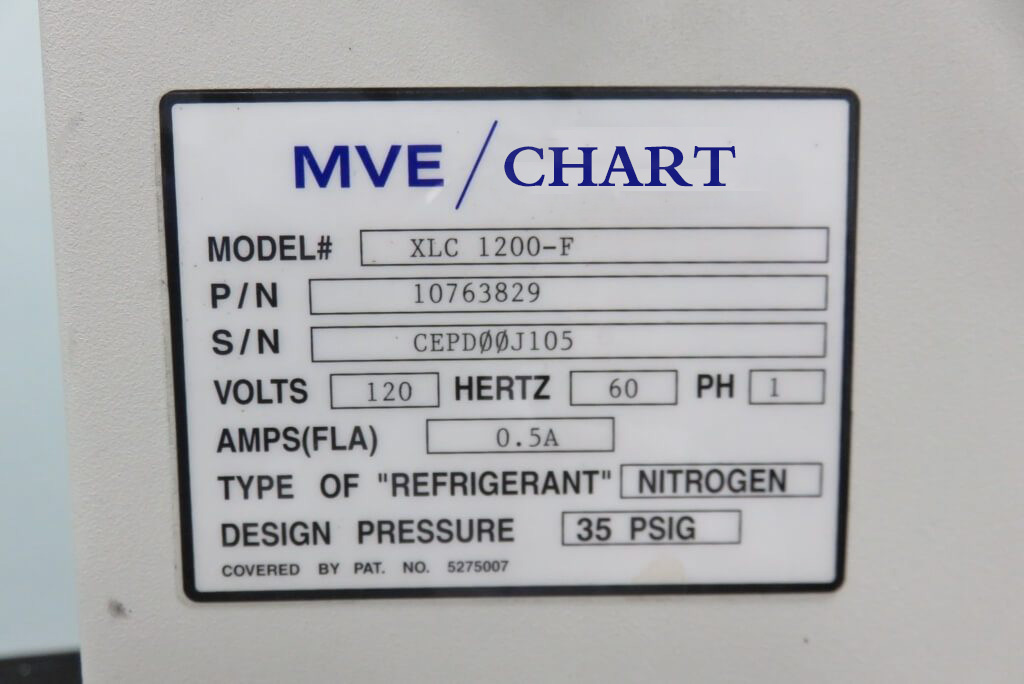 MVE/CHART
MODEL# XLC 1200-F
P/N 10763829
S/N CEPD00J105
VOLTS 120 HERTZ 60 PH 1
AMPS(FLA) 0.5A
TYPE OF "REFRIGERANT" NITROGEN
DESIGN PRESSURE 35 PSIG
COVERED BY PAT. NO. 5275007